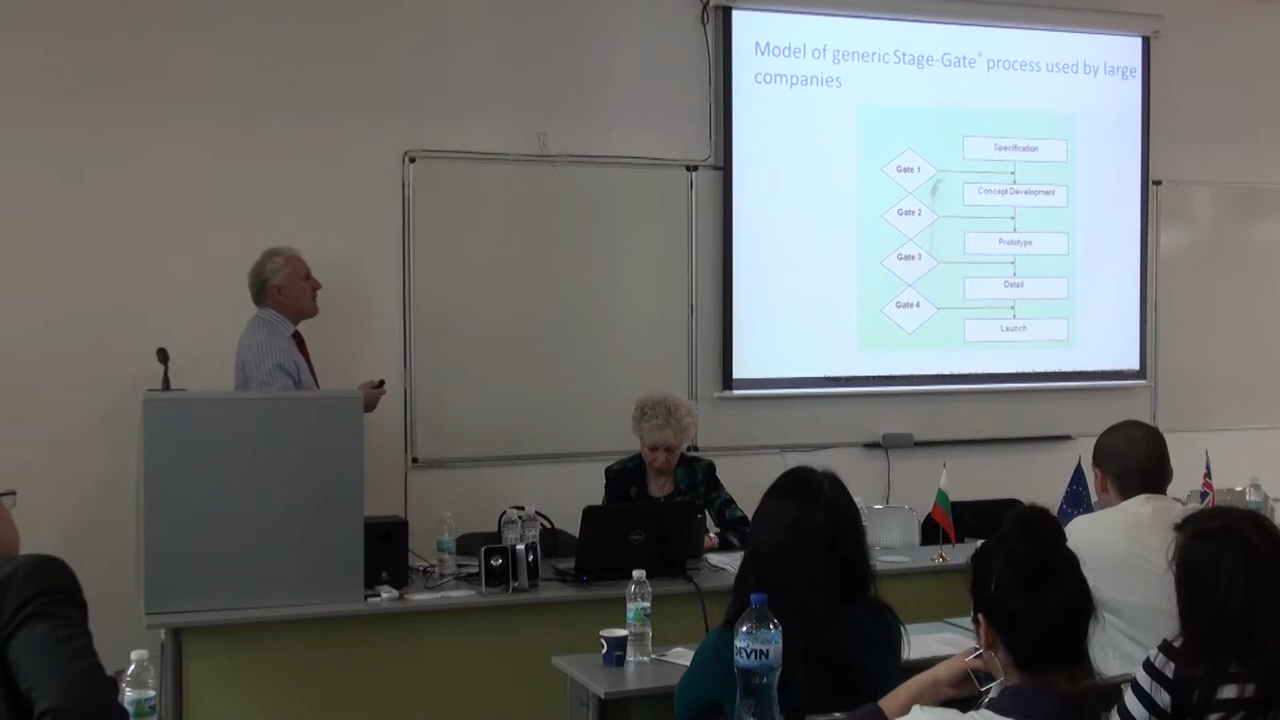 Model of generic Stage-Gate® process used by large
companies
Specification
Gate 1
Concept Development
Gate 2
Prototype
Gate 3
Detail
Gate 4
Launch
DEVIN